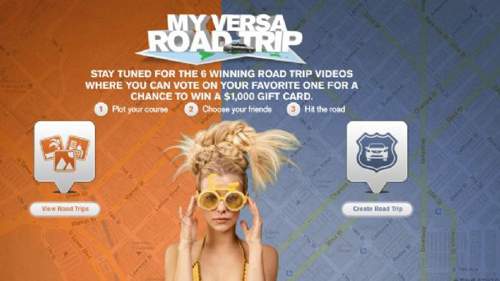 MY VERSA
ROAD TRIP
STAY TUNED FOR THE 6 WINNING ROAD TRIP VIDEOS
WHERE YOU CAN VOTE ON YOUR FAVORITE ONE FOR A
CHANCE TO WIN A $1,000 GIFT CARD.
1 Plot your course 2 Choose your friends 3 Hit the road
View Road Trips Create Road Trip